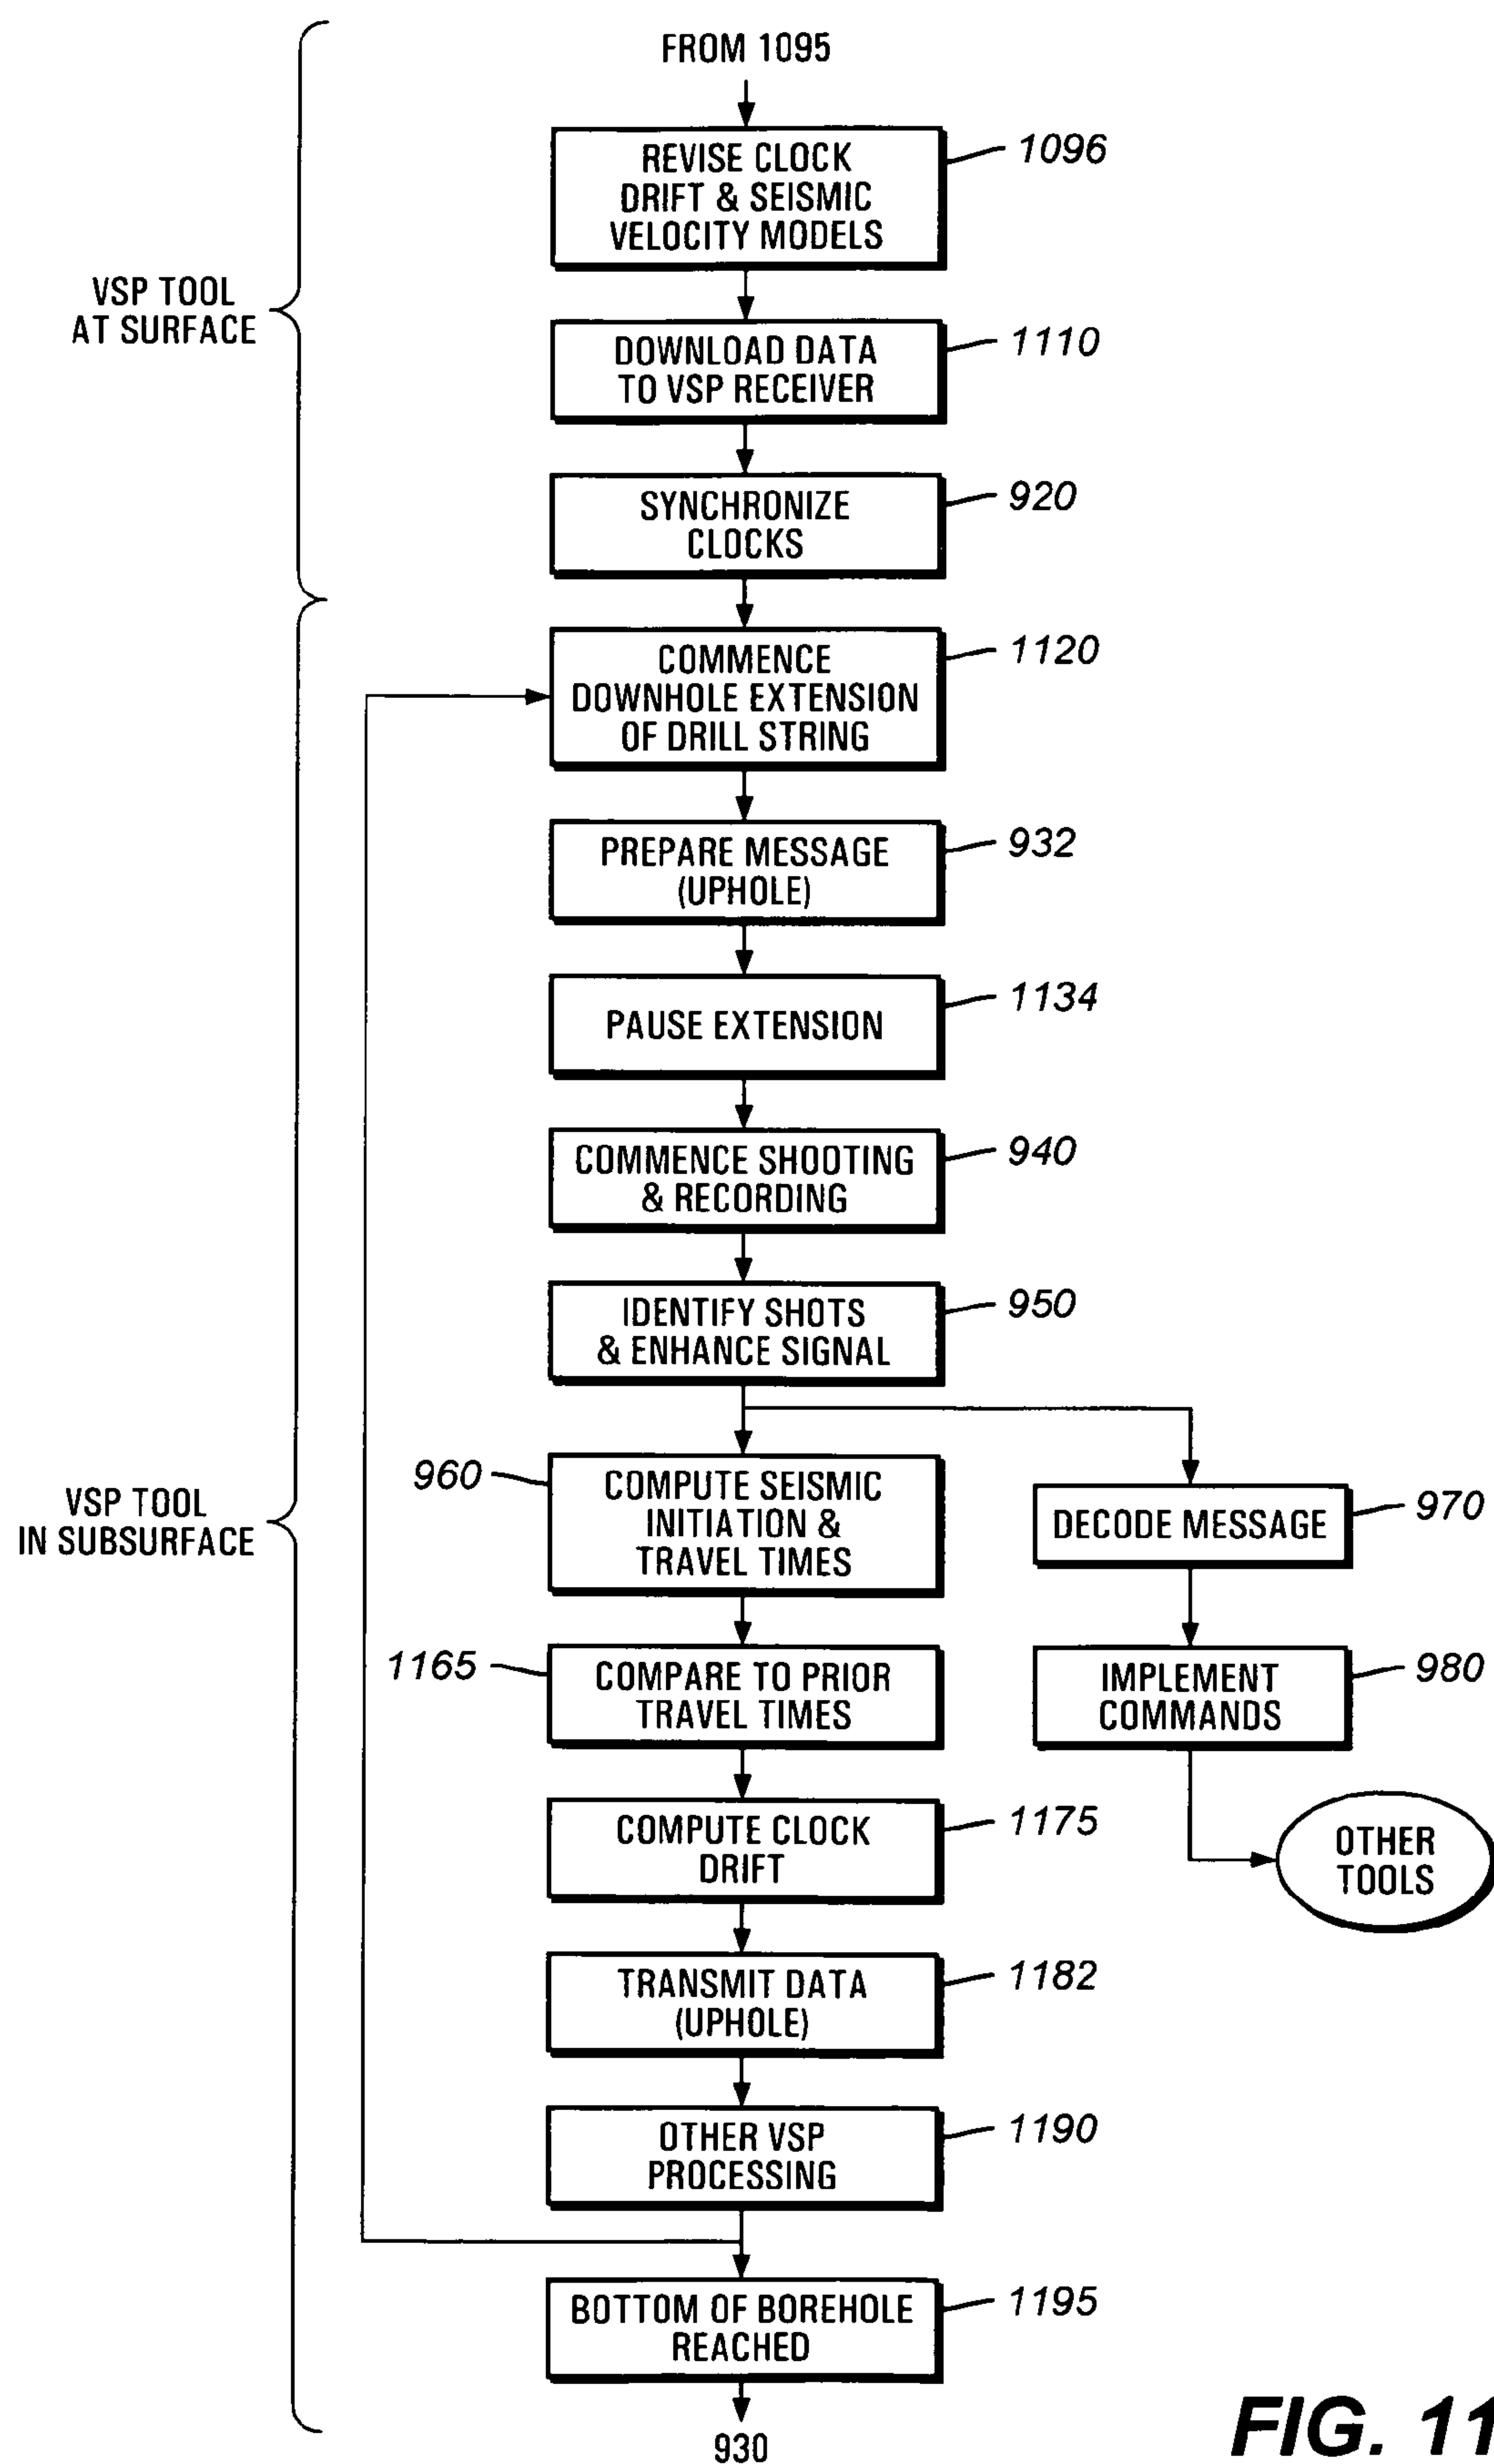 FROM 1095
REVISE CLOCK
DRIFT & SEISMIC
VELOCITY MODELS
1096
VSP TOOL
AT SURFACE
DOWNLOAD DATA
TO VSP RECEIVER
1110
SYNCHRONIZE
CLOCKS
920
COMMENCE
DOWNHOLE EXTENSION
OF DRILL STRING
1120
PREPARE MESSAGE
(UPHOLE)
932
PAUSE EXTENSION
1134
COMMENCE SHOOTING
& RECORDING
940
IDENTIFY SHOTS
& ENHANCE SIGNAL
950
VSP TOOL
IN SUBSURFACE
960
COMPUTE SEISMIC
INITIATION &
TRAVEL TIMES
DECODE MESSAGE
970
1165
COMPARE TO PRIOR
TRAVEL TIMES
IMPLEMENT
COMMANDS
980
COMPUTE CLOCK
DRIFT
1175
OTHER
TOOLS
TRANSMIT DATA
(UPHOLE)
1182
OTHER VSP
PROCESSING
1190
BOTTOM OF BOREHOLE
REACHED
1195
930
FIG. 11